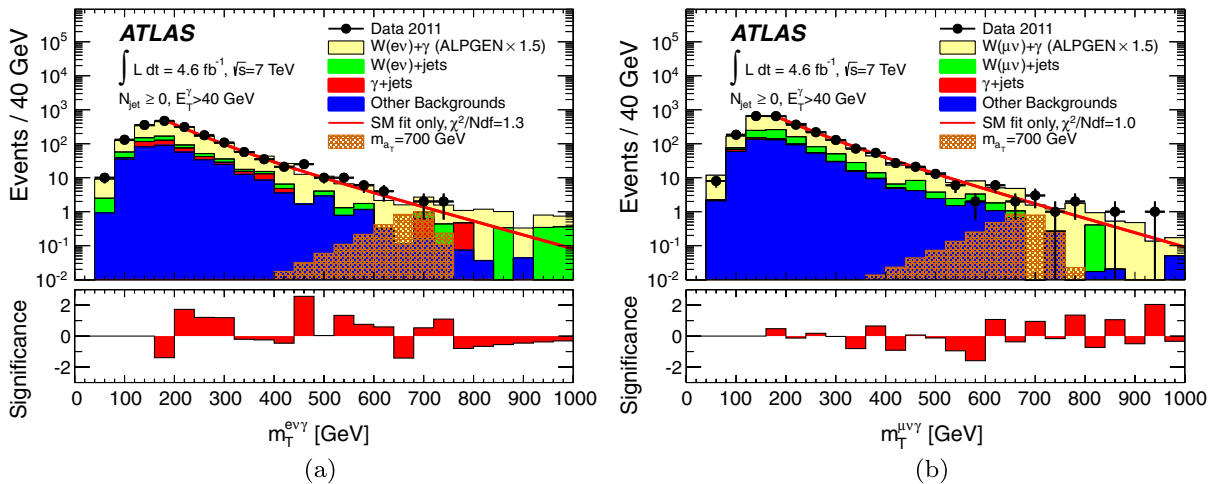 ATLAS
∫ L dt = 4.6 fb⁻¹, √s=7 TeV
N_jet ≥ 0, E_T^γ>40 GeV
Data 2011
W(eν)+γ (ALPGEN × 1.5)
W(eν)+jets
γ+jets
Other Backgrounds
SM fit only, χ²/Ndf=1.3
m_{a_T}=700 GeV
Events / 40 GeV
10⁵
10⁴
10³
10²
10
1
10⁻¹
10⁻²
Significance
2
0
-2
0 100 200 300 400 500 600 700 800 900 1000
m_T^{eνγ} [GeV]
(a)
ATLAS
∫ L dt = 4.6 fb⁻¹, √s=7 TeV
N_jet ≥ 0, E_T^γ>40 GeV
Data 2011
W(μν)+γ (ALPGEN × 1.5)
W(μν)+jets
γ+jets
Other Backgrounds
SM fit only, χ²/Ndf=1.0
m_{a_T}=700 GeV
Events / 40 GeV
10⁵
10⁴
10³
10²
10
1
10⁻¹
10⁻²
Significance
2
0
-2
0 100 200 300 400 500 600 700 800 900 1000
m_T^{μνγ} [GeV]
(b)